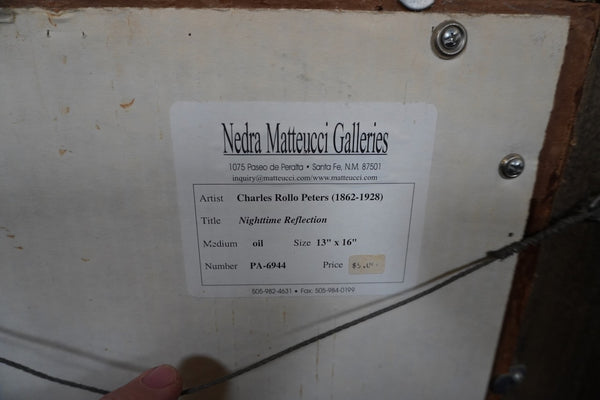 Nedra Matteucci Galleries
1075 Paseo de Peralta • Santa Fe, N.M. 87501
inquiry@matteucci.com/www.matteucci.com
Artist Charles Rollo Peters (1862-1928)
Title Nighttime Reflection
Medium oil Size 13" x 16"
Number PA-6944 Price
505-982-4631 • Fax: 505-984-0199